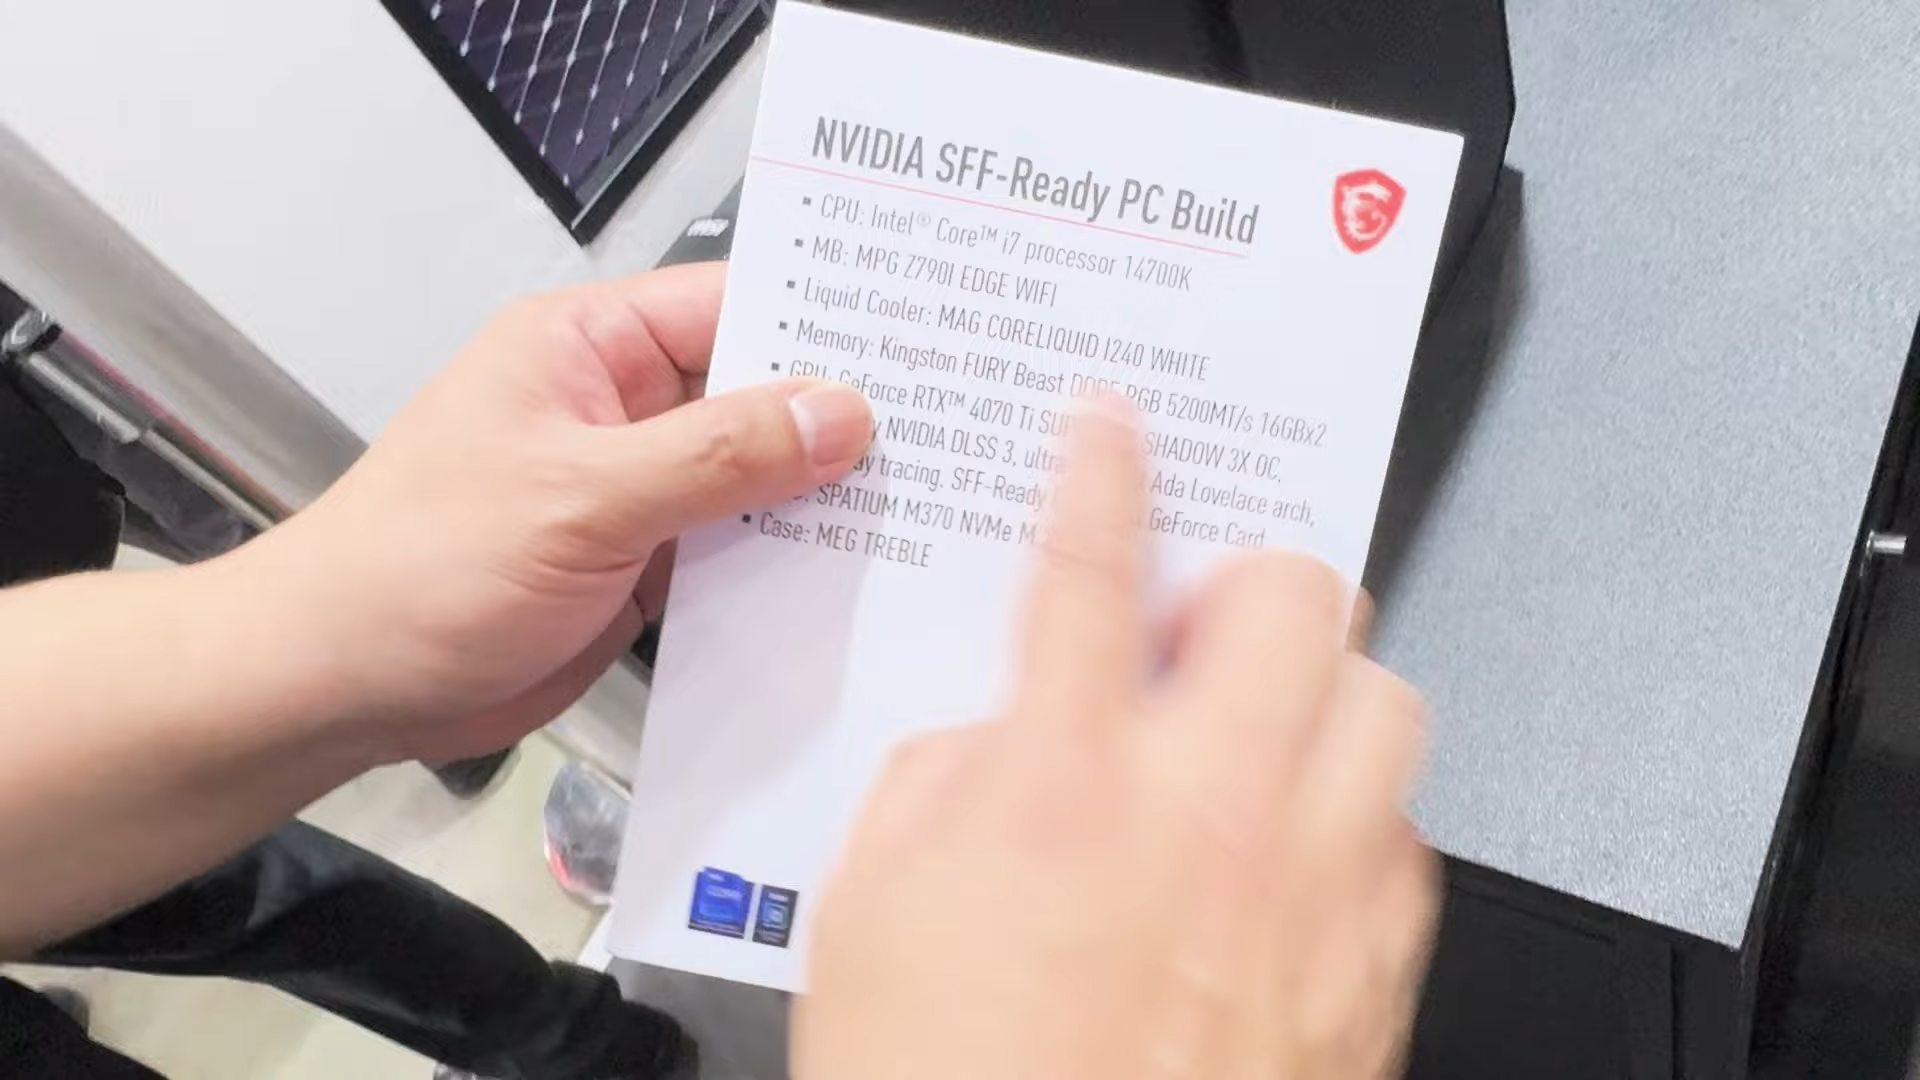 NVIDIA SFF-Ready PC Build
▪ CPU: Intel® Core™ i7 processor 14700K
▪ MB: MPG Z790I EDGE WIFI
▪ Liquid Cooler: MAG CORELIQUID I240 WHITE
▪ Memory: Kingston FURY Beast DDR5 RGB 5200MT/s 16GBx2
▪ GPU: GeForce RTX™ 4070 Ti SHADOW 3X OC,
NVIDIA DLSS 3, Ada Lovelace arch,
tracing. SFF-Ready GeForce Card
SPATIUM M370 NVMe
▪ Case: MEG TREBLE